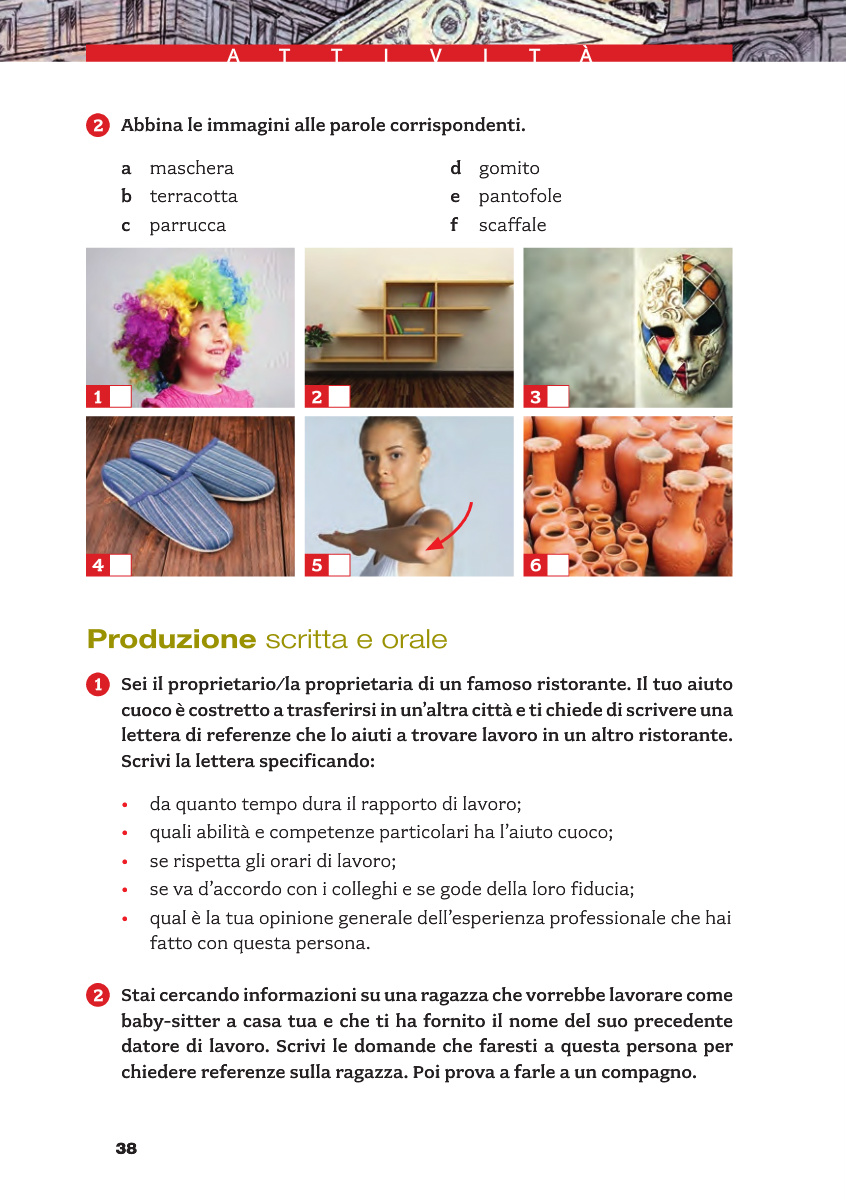 ATTIVITÀ
2 Abbina le immagini alle parole corrispondenti.
a maschera
b terracotta
c parrucca
d gomito
e pantofole
f scaffale
1
2
3
4
5
6
Produzione scritta e orale
1 Sei il proprietario/la proprietaria di un famoso ristorante. Il tuo aiuto
cuoco è costretto a trasferirsi in un'altra città e ti chiede di scrivere una
lettera di referenze che lo aiuti a trovare lavoro in un altro ristorante.
Scrivi la lettera specificando:
• da quanto tempo dura il rapporto di lavoro;
• quali abilità e competenze particolari ha l'aiuto cuoco;
• se rispetta gli orari di lavoro;
• se va d'accordo con i colleghi e se gode della loro fiducia;
• qual è la tua opinione generale dell'esperienza professionale che hai
fatto con questa persona.
2 Stai cercando informazioni su una ragazza che vorrebbe lavorare come
baby-sitter a casa tua e che ti ha fornito il nome del suo precedente
datore di lavoro. Scrivi le domande che faresti a questa persona per
chiedere referenze sulla ragazza. Poi prova a farle a un compagno.
38